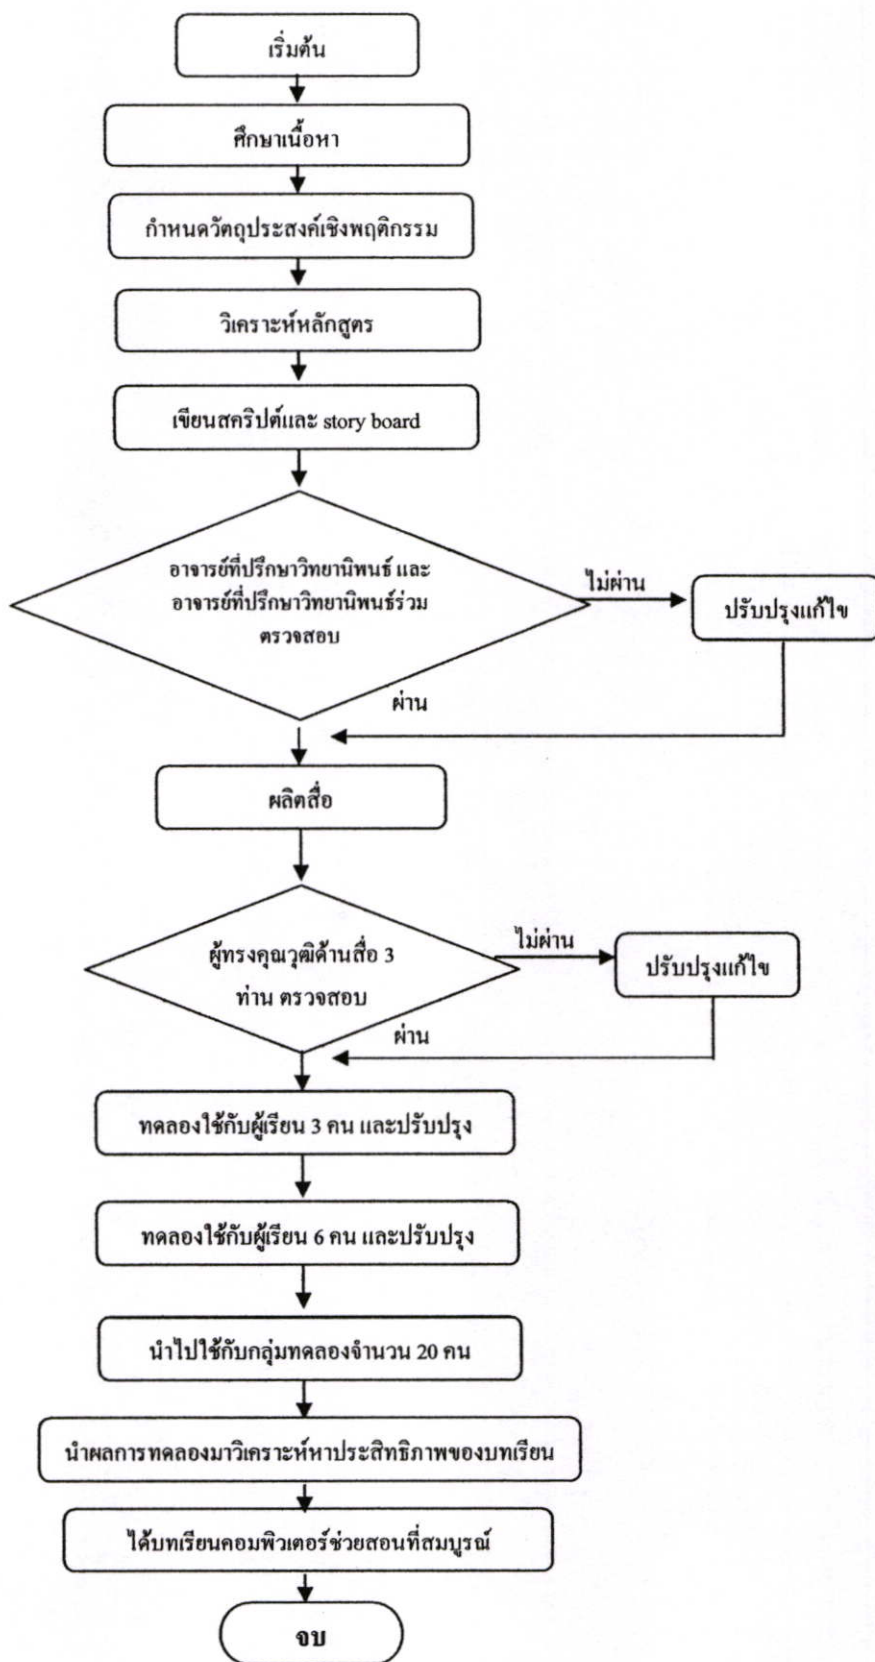 เริ่มต้น
ศึกษาเนื้อหา
กำหนดวัตถุประสงค์เชิงพฤติกรรม
วิเคราะห์หลักสูตร
เขียนสคริปต์และ story board
อาจารย์ที่ปรึกษาวิทยานิพนธ์ และ
อาจารย์ที่ปรึกษาวิทยานิพนธ์ร่วม
ตรวจสอบ
ไม่ผ่าน
ปรับปรุงแก้ไข
ผ่าน
ผลิตสื่อ
ผู้ทรงคุณวุฒิด้านสื่อ 3
ท่าน ตรวจสอบ
ไม่ผ่าน
ปรับปรุงแก้ไข
ผ่าน
ทดลองใช้กับผู้เรียน 3 คน และปรับปรุง
ทดลองใช้กับผู้เรียน 6 คน และปรับปรุง
นำไปใช้กับกลุ่มทดลองจำนวน 20 คน
นำผลการทดลองมาวิเคราะห์หาประสิทธิภาพของบทเรียน
ได้บทเรียนคอมพิวเตอร์ช่วยสอนที่สมบูรณ์
จบ